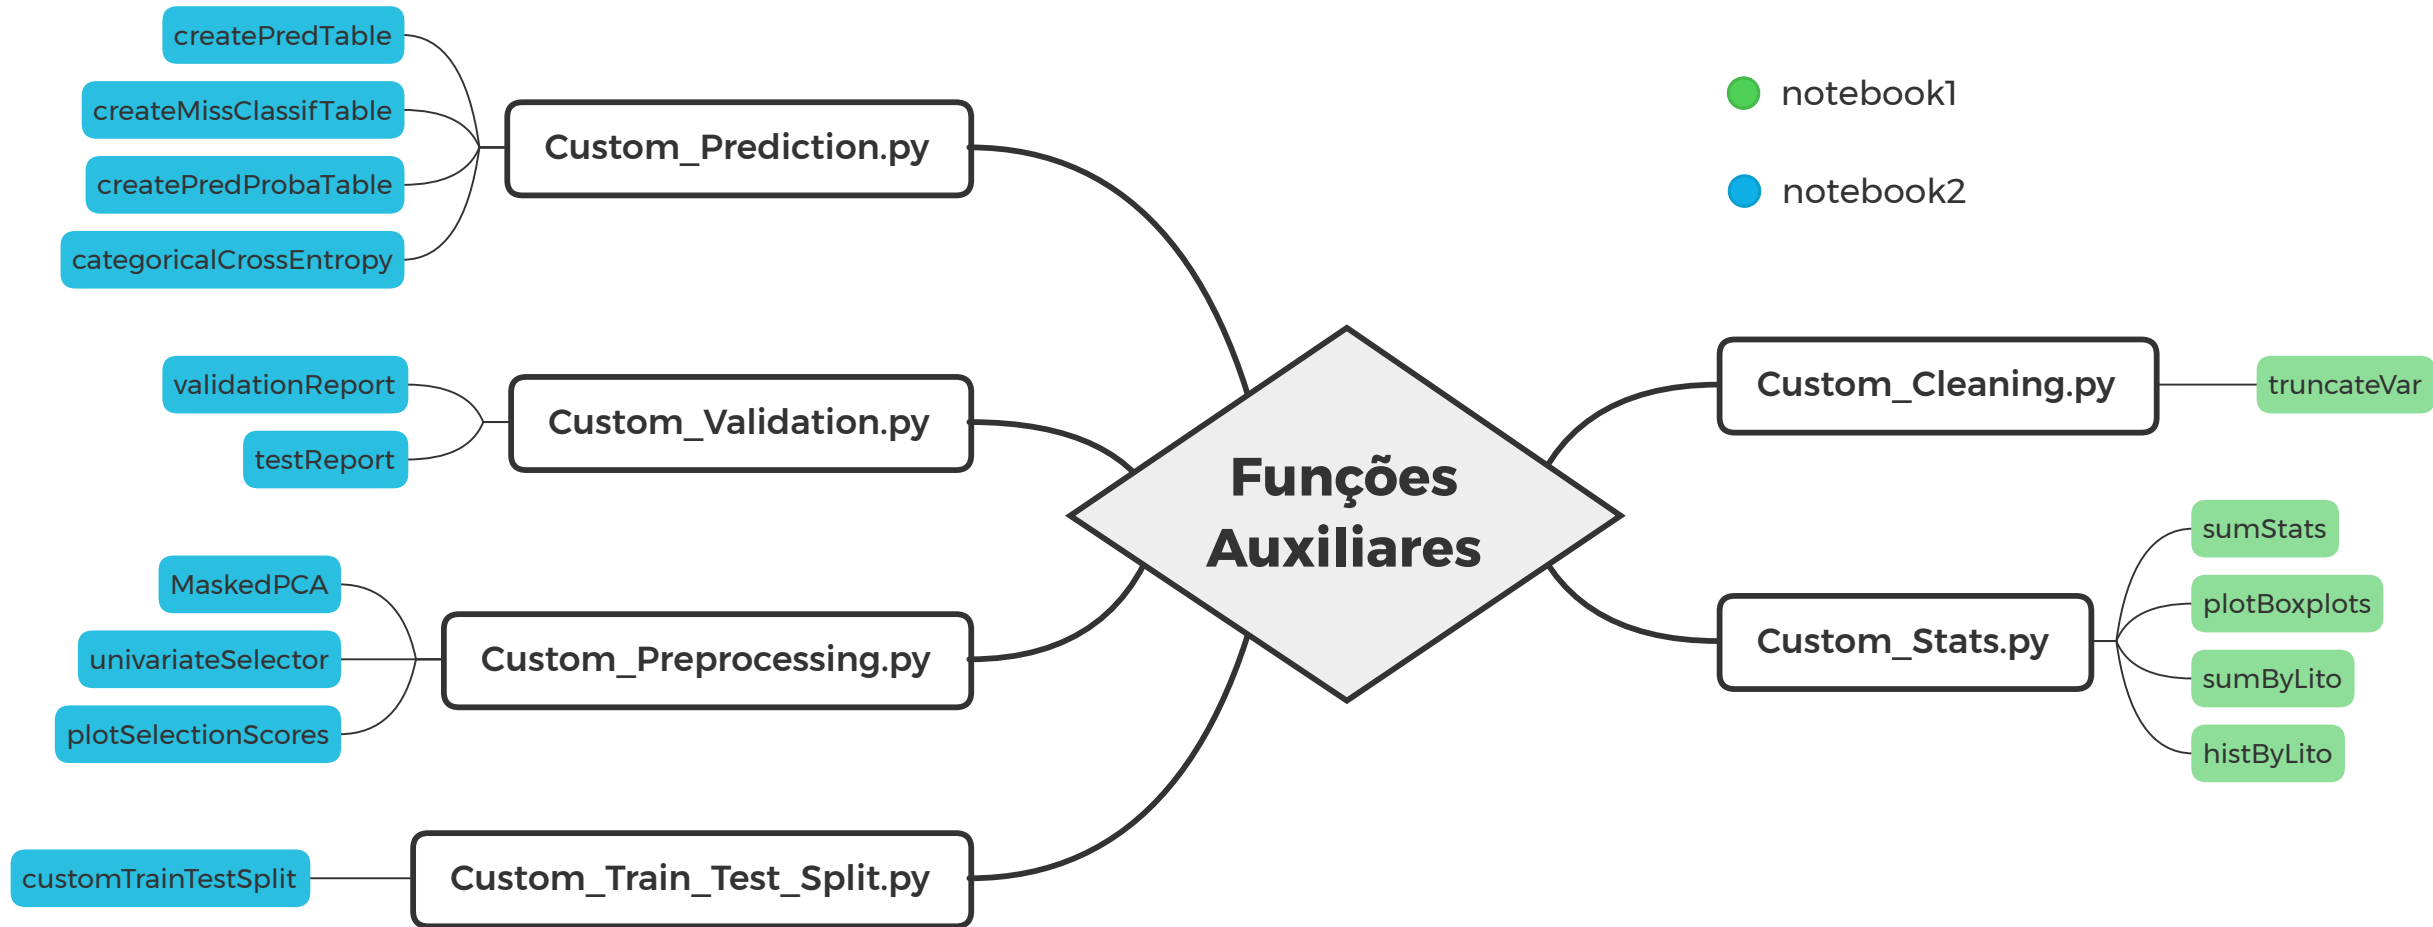 createPredTable
createMissClassifTable
createPredProbaTable
categoricalCrossEntropy
Custom_Prediction.py
validationReport
testReport
Custom_Validation.py
MaskedPCA
univariateSelector
plotSelectionScores
Custom_Preprocessing.py
customTrainTestSplit
Custom_Train_Test_Split.py
Funções
Auxiliares
notebook1
notebook2
Custom_Cleaning.py
truncateVar
Custom_Stats.py
sumStats
plotBoxplots
sumByLito
histByLito